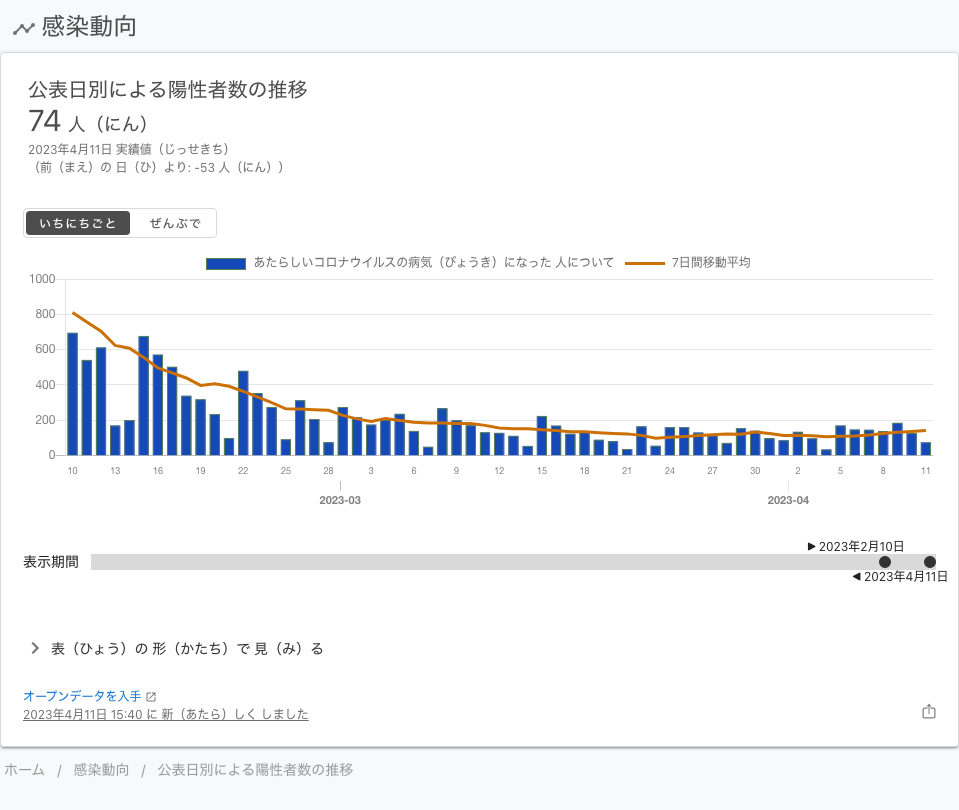 感染動向
公表日別による陽性者数の推移
74 人（にん）
2023年4月11日 実績値（じっせきち）
（前（まえ）の 日（ひ）より: -53 人（にん））
いちにちごと ぜんぶで
あたらしいコロナウイルスの病気（びょうき）になった 人について 7日間移動平均
1000
800
600
400
200
0
10 13 16 19 22 25 28 3 6 9 12 15 18 21 24 27 30 2 5 8 11
2023-03 2023-04
2023年2月10日
表示期間
2023年4月11日
表（ひょう）の 形（かたち）で 見（み）る
オープンデータを入手
2023年4月11日 15:40 に 新（あたら）しく しました
ホーム / 感染動向 / 公表日別による陽性者数の推移